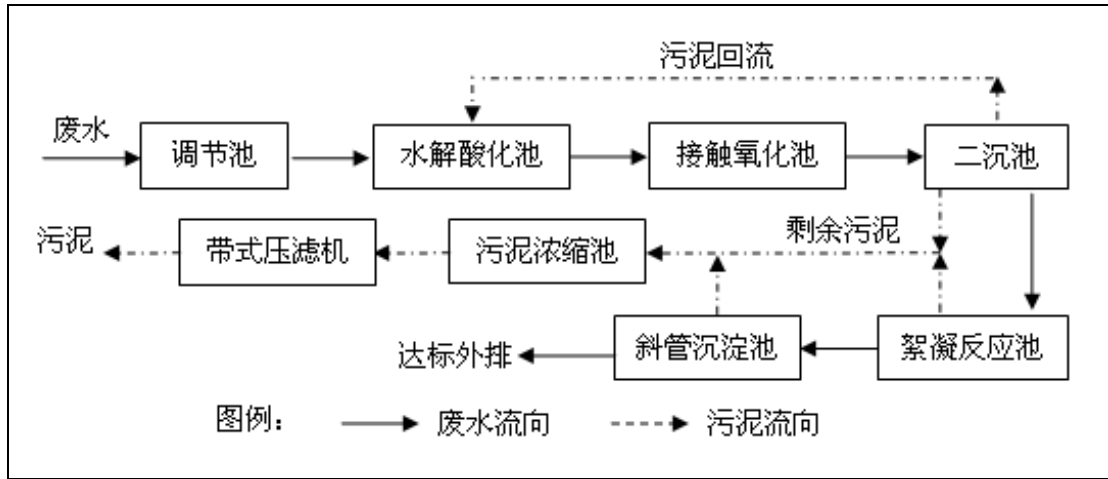 污泥回流
废水
调节池
水解酸化池
接触氧化池
二沉池
剩余污泥
污泥
带式压滤机
污泥浓缩池
达标外排
斜管沉淀池
絮凝反应池
图例： 废水流向 污泥流向